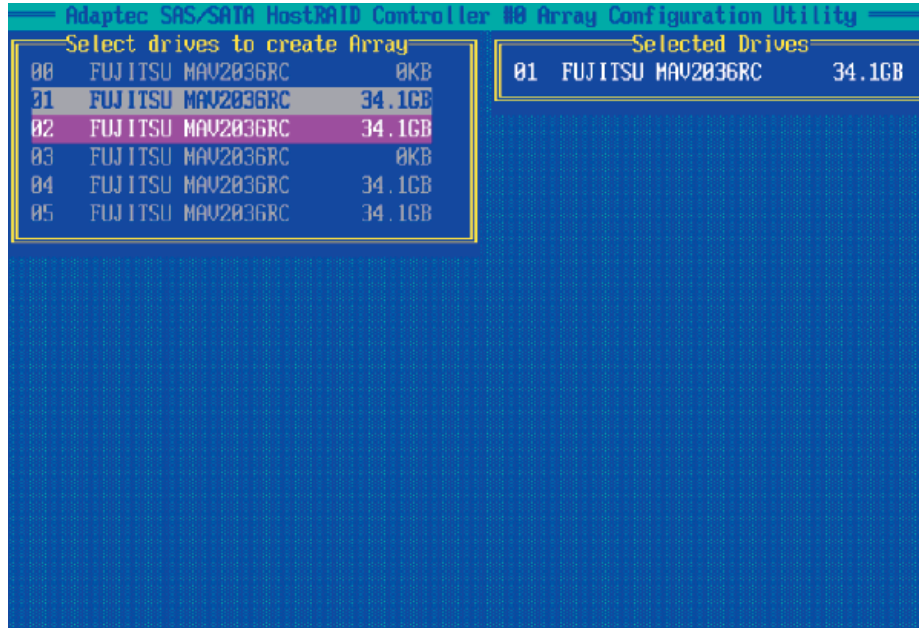 Adaptec SAS/SATA HostRAID Controller #0 Array Configuration Utility
Select drives to create Array
00 FUJITSU MAV2036RC 0KB
01 FUJITSU MAV2036RC 34.1GB
02 FUJITSU MAV2036RC 34.1GB
03 FUJITSU MAV2036RC 0KB
04 FUJITSU MAV2036RC 34.1GB
05 FUJITSU MAV2036RC 34.1GB
Selected Drives
01 FUJITSU MAV2036RC 34.1GB